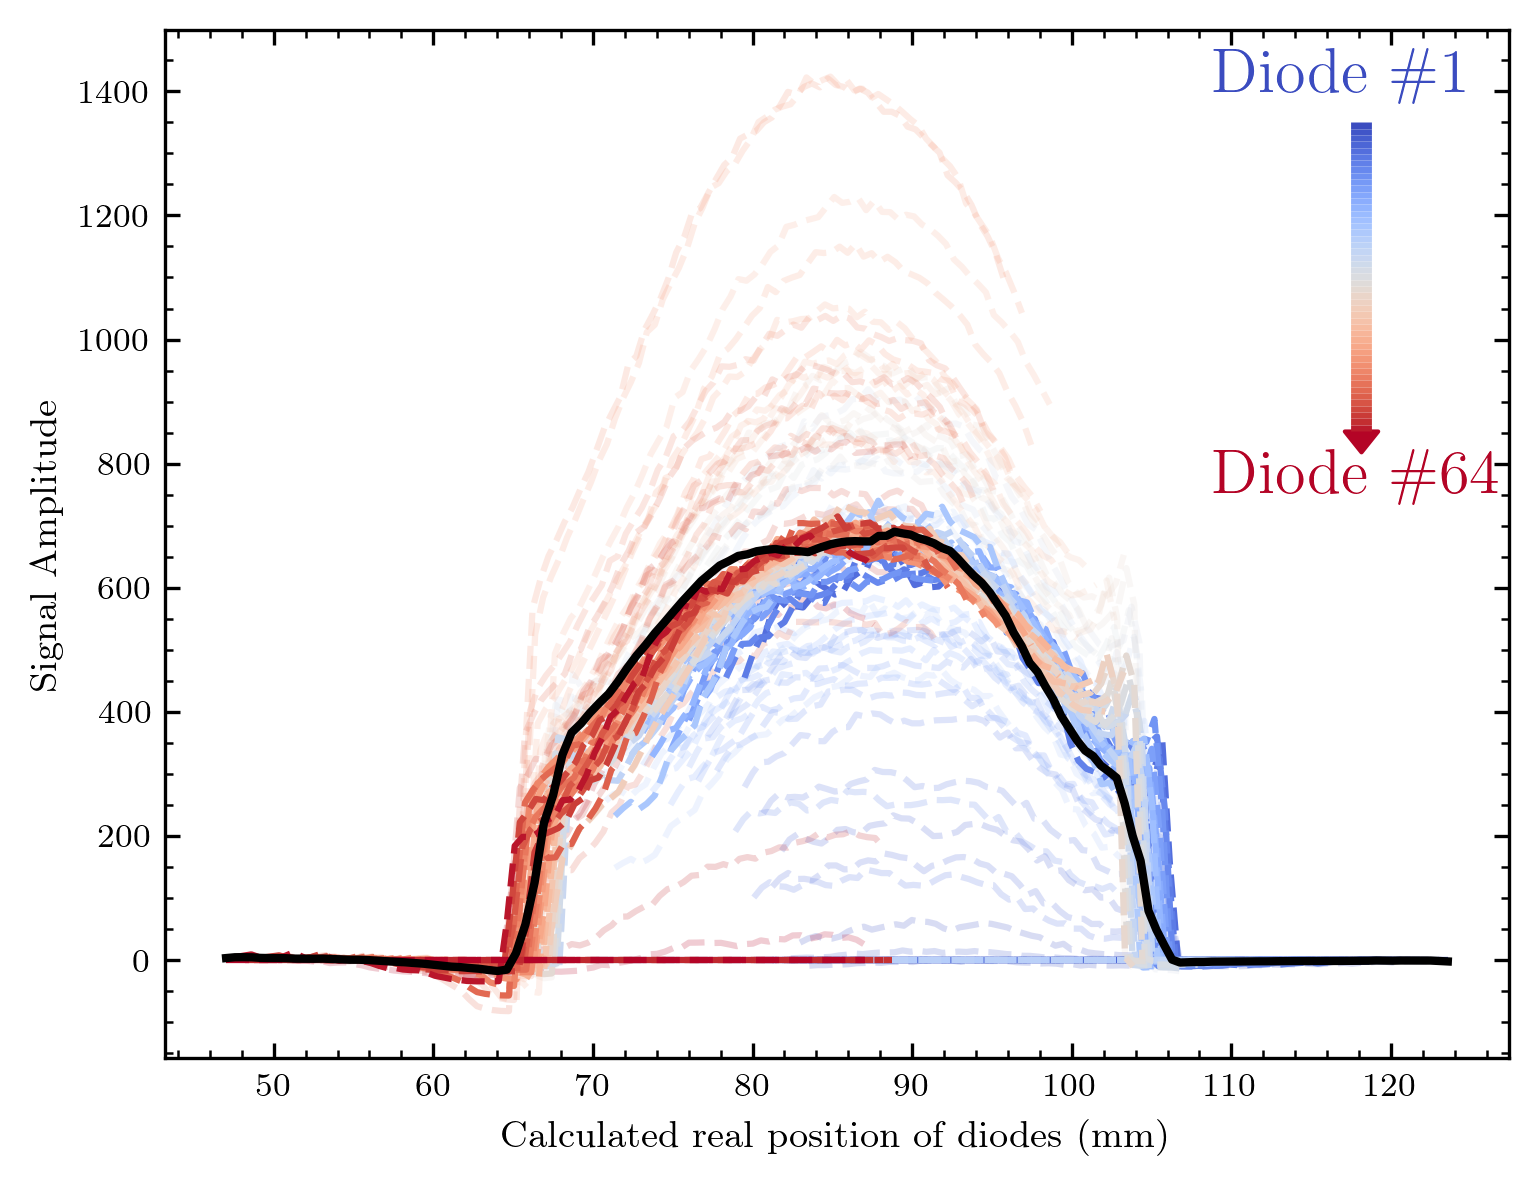 Diode #1
Diode #64
Signal Amplitude
1400
1200
1000
800
600
400
200
0
50 60 70 80 90 100 110 120
Calculated real position of diodes (mm)